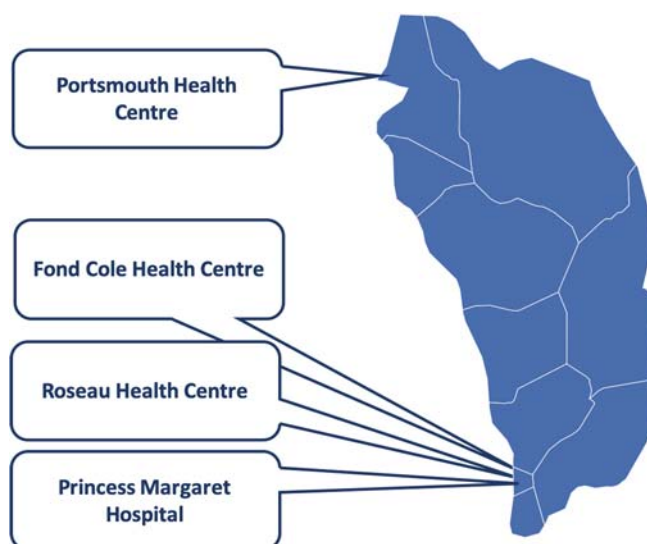 Portsmouth Health
Centre
Fond Cole Health Centre
Roseau Health Centre
Princess Margaret
Hospital